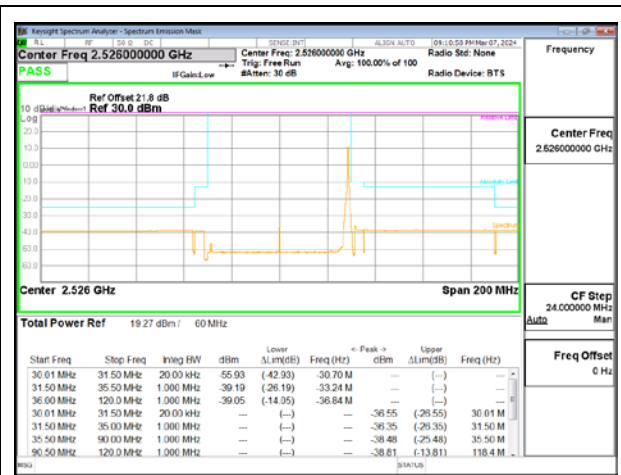 Keysight Spectrum Analyzer - Spectrum Emission Mask
RL RF 50 Ω DC SENSE:INT ALIGN AUTO 09:10:50 PM Mar 07, 2024
Center Freq 2.526000000 GHz
Center Freq: 2.526000000 GHz
Radio Std: None
Trig: Free Run Avg: 100.00% of 100
PASS
IFGain:Low
#Atten: 30 dB
Radio Device: BTS
Ref Offset 21.8 dB
10 dB/div Ref 30.0 dBm
Log
Relative Limit
20.0
10.0
0.00
-10.0
Absolute Limit
-20.0
-30.0
Spectrum
-40.0
-50.0
-60.0
Center 2.526 GHz
Span 200 MHz
Total Power Ref 19.27 dBm / 60 MHz
Lower <- Peak -> Upper
Start Freq Stop Freq Integ BW dBm ΔLim(dB) Freq (Hz) dBm ΔLim(dB) Freq (Hz)
30.01 MHz 31.50 MHz 20.00 kHz -55.93 (-42.93) -30.70 M --- (---)
31.50 MHz 35.50 MHz 1.000 MHz -39.19 (-26.19) -33.24 M --- (---)
36.00 MHz 120.0 MHz 1.000 MHz -39.05 (-14.05) -36.84 M --- (---)
30.01 MHz 31.50 MHz 20.00 kHz --- (---) --- -36.55 (-26.55) 30.01 M
31.50 MHz 35.00 MHz 1.000 MHz --- (---) --- -36.35 (-26.35) 31.50 M
35.50 MHz 90.00 MHz 1.000 MHz --- (---) --- -38.48 (-25.48) 35.50 M
90.50 MHz 120.0 MHz 1.000 MHz --- (---) --- -38.81 (-13.81) 118.4 M
MSG
STATUS
Frequency
Center Freq
2.526000000 GHz
CF Step
24.000000 MHz
Auto Man
Freq Offset
0 Hz